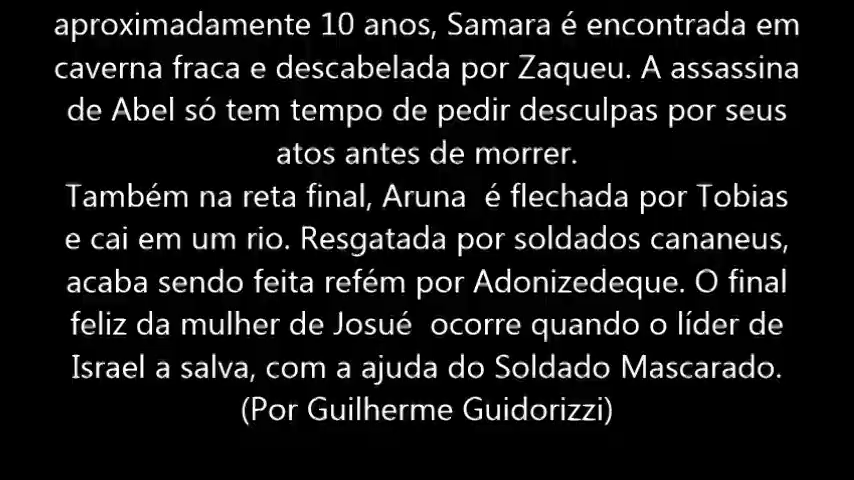 aproximadamente 10 anos, Samara é encontrada em
caverna fraca e descabelada por Zaqueu. A assassina
de Abel só tem tempo de pedir desculpas por seus
atos antes de morrer.
Também na reta final, Aruna é flechada por Tobias
e cai em um rio. Resgatada por soldados cananeus,
acaba sendo feita refém por Adonizedeque. O final
feliz da mulher de Josué ocorre quando o líder de
Israel a salva, com a ajuda do Soldado Mascarado.
(Por Guilherme Guidorizzi)